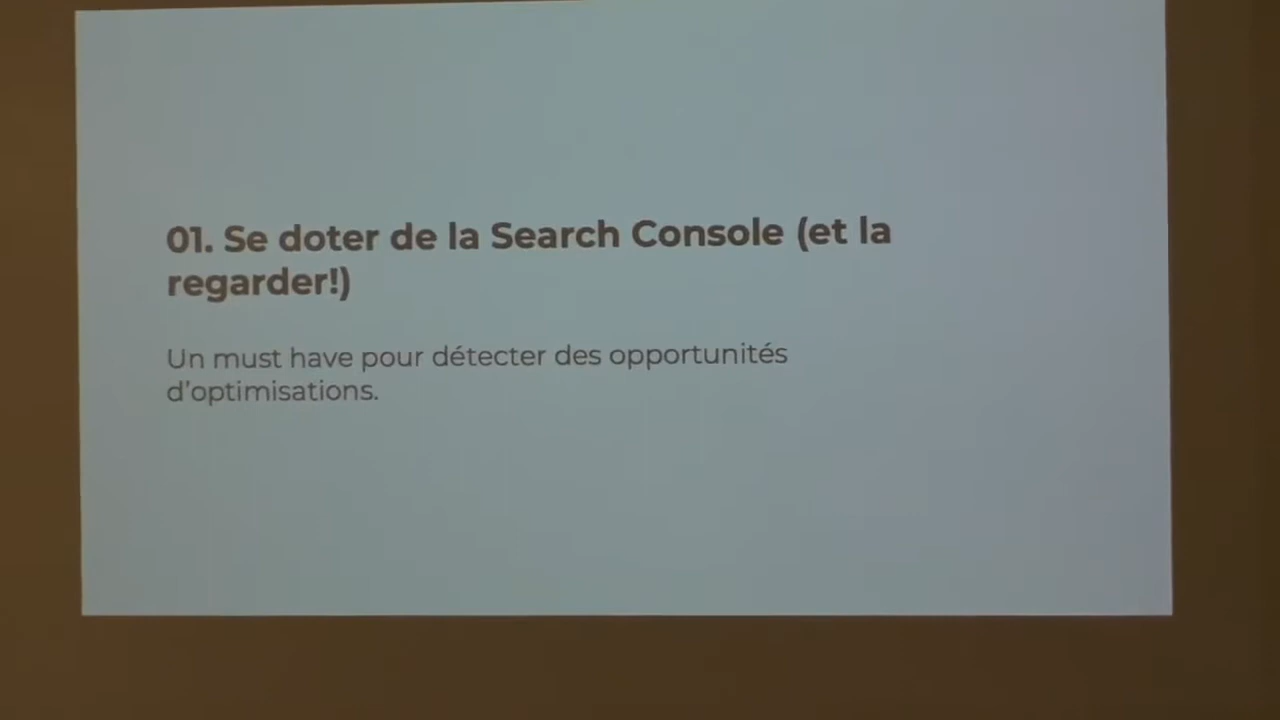 01. Se doter de la Search Console (et la
regarder!)
Un must have pour détecter des opportunités
d'optimisations.